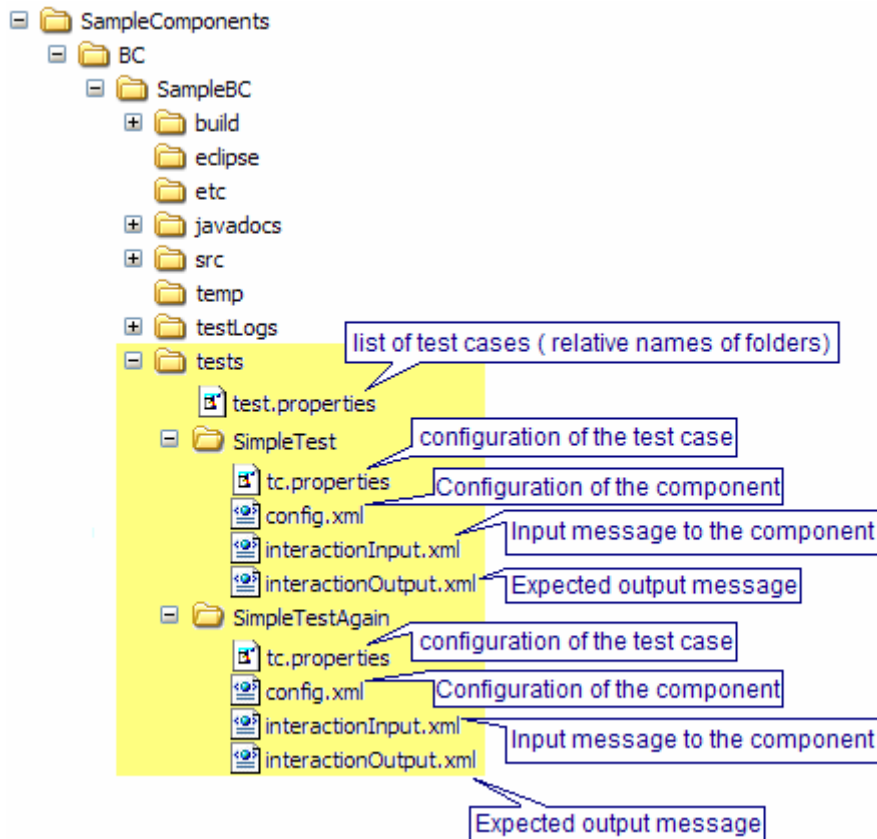 SampleComponents
BC
SampleBC
build
eclipse
etc
javadocs
src
temp
testLogs
list of test cases ( relative names of folders)
tests
test.properties
SimpleTest
configuration of the test case
tc.properties
Configuration of the component
config.xml
Input message to the component
interactionInput.xml
interactionOutput.xml
Expected output message
SimpleTestAgain
configuration of the test case
tc.properties
Configuration of the component
config.xml
interactionInput.xml
Input message to the component
interactionOutput.xml
Expected output message